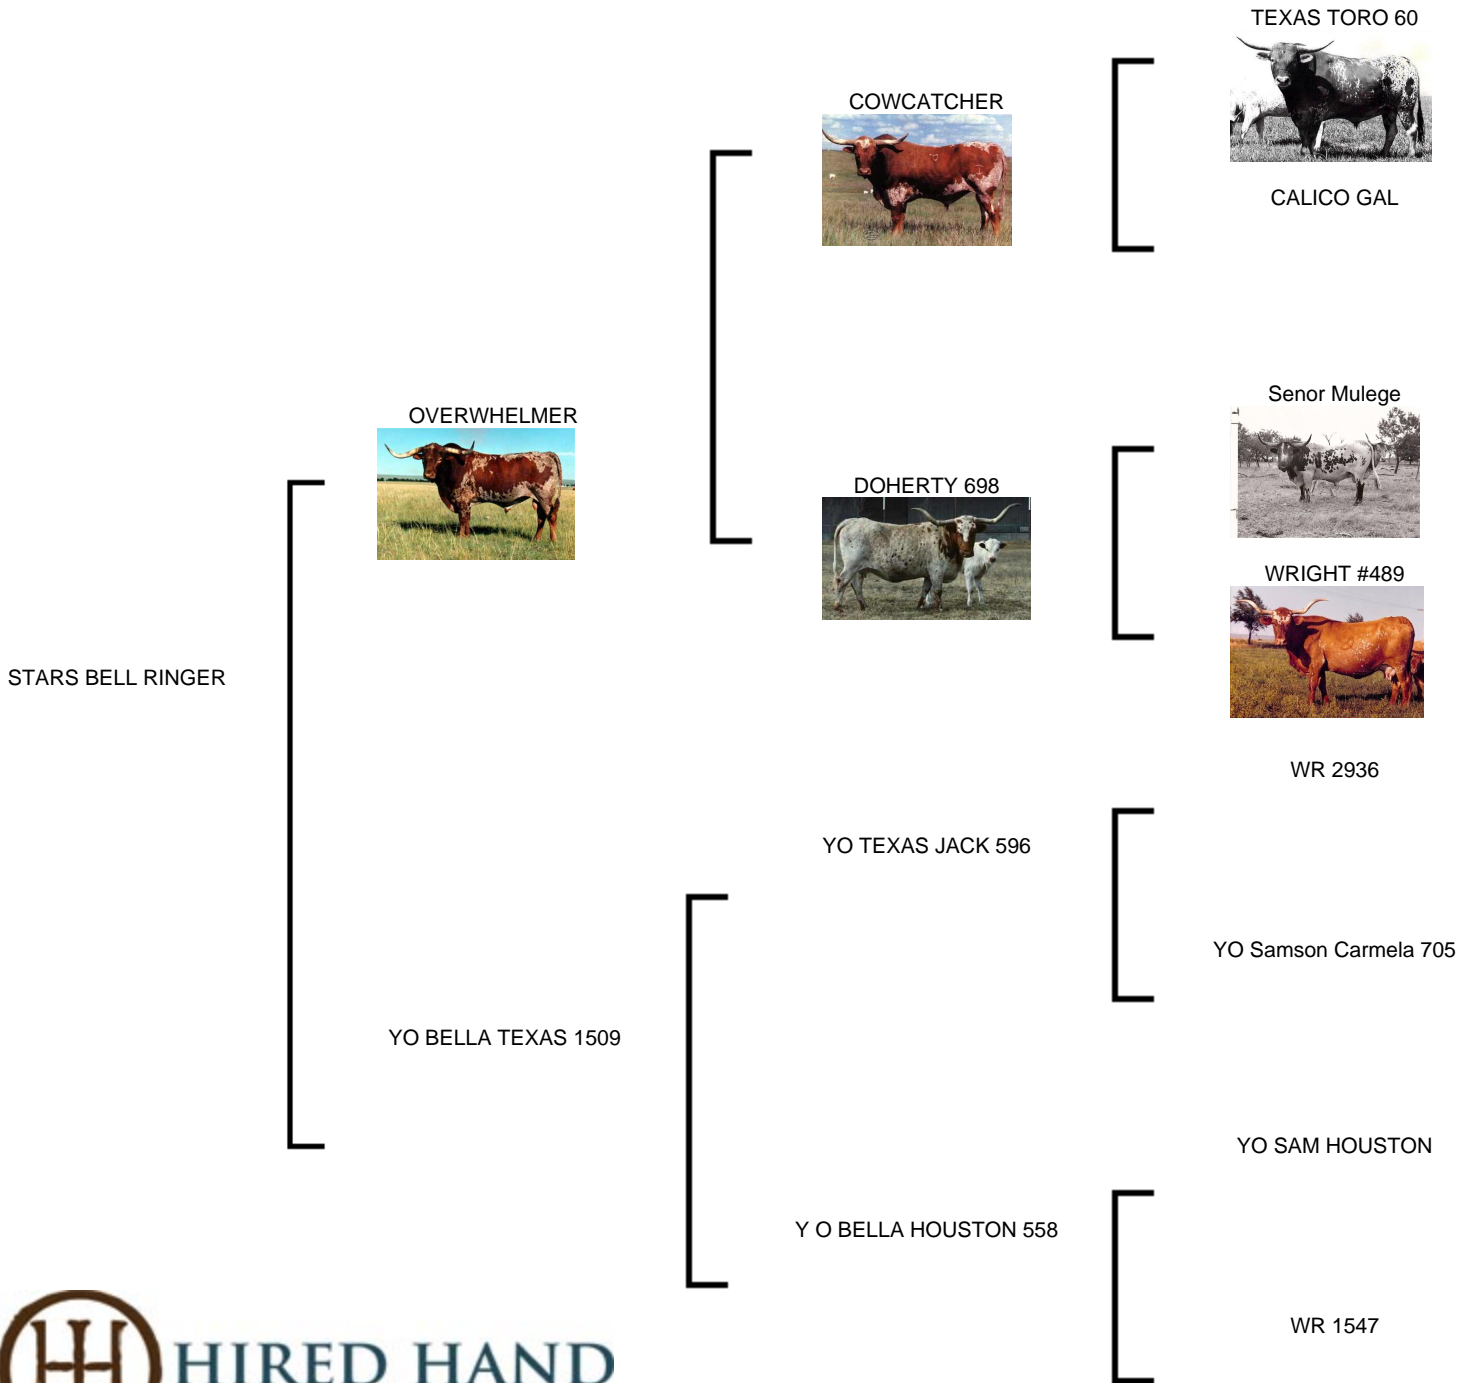 TEXAS TORO 60
COWCATCHER
CALICO GAL
Senor Mulege
OVERWHELMER
DOHERTY 698
WRIGHT #489
STARS BELL RINGER
WR 2936
YO TEXAS JACK 596
YO Samson Carmela 705
YO BELLA TEXAS 1509
YO SAM HOUSTON
Y O BELLA HOUSTON 558
WR 1547
HIRED HAND